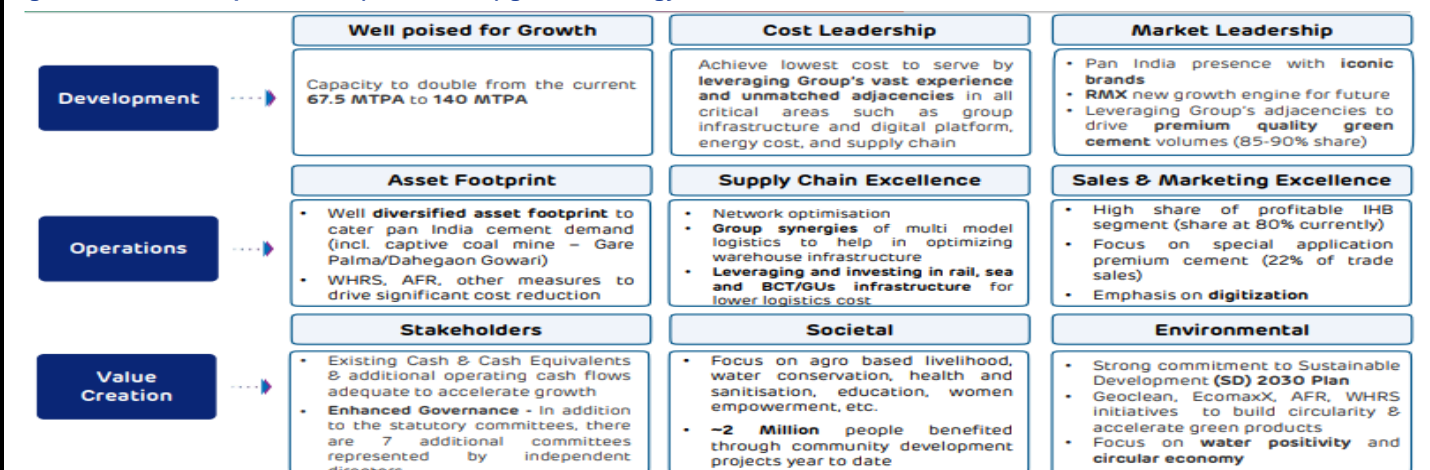 Well poised for Growth
Cost Leadership
Market Leadership
Development
Capacity to double from the current
67.5 MTPA to 140 MTPA
Achieve lowest cost to serve by
leveraging Group's vast experience
and unmatched adjacencies in all
critical areas such as group
infrastructure and digital platform,
energy cost, and supply chain
• Pan India presence with iconic
brands
• RMX new growth engine for future
• Leveraging Group's adjacencies to
drive premium quality green
cement volumes (85-90% share)
Asset Footprint
Supply Chain Excellence
Sales & Marketing Excellence
Operations
• Well diversified asset footprint to
cater pan India cement demand
(incl. captive coal mine – Gare
Palma/Dahegaon Gowari)
• WHRS, AFR, other measures to
drive significant cost reduction
• Network optimisation
• Group synergies of multi model
logistics to help in optimizing
warehouse infrastructure
• Leveraging and investing in rail, sea
and BCT/GUs infrastructure for
lower logistics cost
• High share of profitable IHB
segment (share at 80% currently)
• Focus on special application
premium cement (22% of trade
sales)
• Emphasis on digitization
Stakeholders
Societal
Environmental
Value
Creation
• Existing Cash & Cash Equivalents
& additional operating cash flows
adequate to accelerate growth
• Enhanced Governance - In addition
to the statutory committees, there
are 7 additional committees
represented by independent
• Focus on agro based livelihood,
water conservation, health and
sanitisation, education, women
empowerment, etc.
• ~2 Million people benefited
through community development
projects year to date
• Strong commitment to Sustainable
Development (SD) 2030 Plan
• Geoclean, EcomaxX, AFR, WHRS
initiatives to build circularity &
accelerate green products
• Focus on water positivity and
circular economy